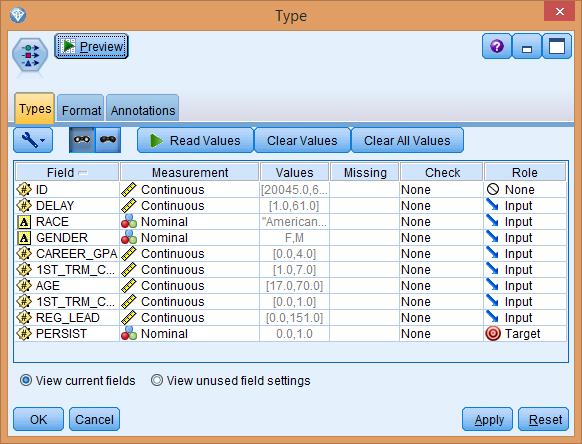 Type
Preview
Types Format Annotations
Read Values Clear Values Clear All Values
Field Measurement Values Missing Check Role
ID Continuous [20045.0,6... None None
DELAY Continuous [1.0,61.0] None Input
A RACE Nominal "American... None Input
A GENDER Nominal F,M None Input
CAREER_GPA Continuous [0.0,4.0] None Input
1ST_TRM_C... Continuous [1.0,7.0] None Input
AGE Continuous [17.0,70.0] None Input
1ST_TRM_C... Continuous [0.0,1.0] None Input
REG_LEAD Continuous [0.0,151.0] None Input
PERSIST Nominal 0.0,1.0 None Target
View current fields View unused field settings
OK Cancel Apply Reset